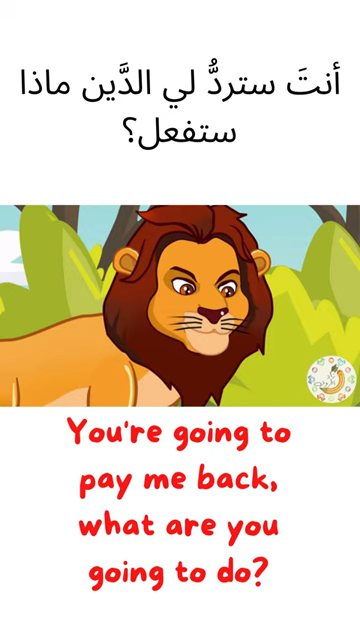 أنتَ ستردُّ لي الدَّين ماذا
ستفعل؟
You're going to
pay me back,
what are you
going to do?